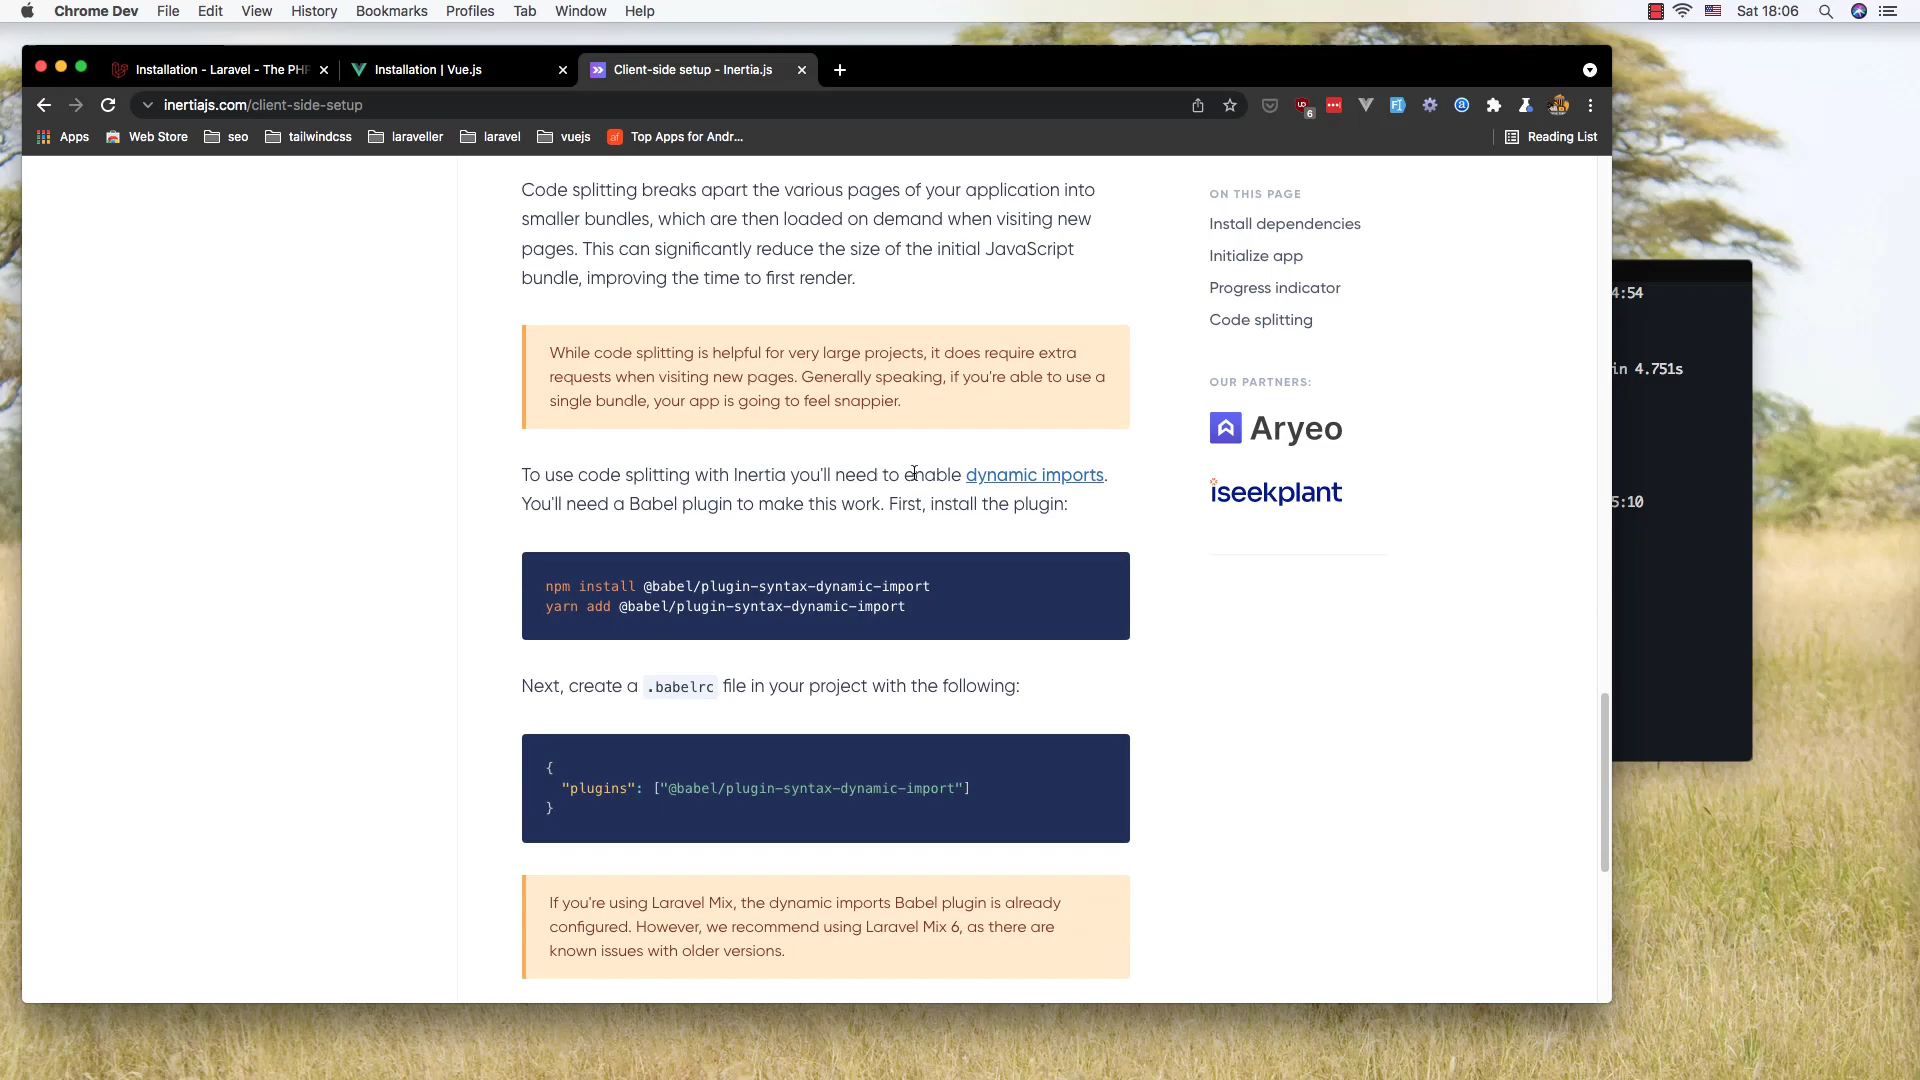 Chrome Dev File Edit View History Bookmarks Profiles Tab Window Help Sat 18:06
Installation - Laravel - The PHP Installation | Vue.js Client-side setup - Inertia.js
inertiajs.com/client-side-setup 6
Apps Web Store seo tailwindcss laraveller laravel vuejs af Top Apps for Andr... Reading List
Code splitting breaks apart the various pages of your application into
smaller bundles, which are then loaded on demand when visiting new
pages. This can significantly reduce the size of the initial JavaScript
bundle, improving the time to first render.
While code splitting is helpful for very large projects, it does require extra
requests when visiting new pages. Generally speaking, if you're able to use a
single bundle, your app is going to feel snappier.
To use code splitting with Inertia you'll need to enable dynamic imports.
You'll need a Babel plugin to make this work. First, install the plugin:
npm install @babel/plugin-syntax-dynamic-import
yarn add @babel/plugin-syntax-dynamic-import
Next, create a .babelrc file in your project with the following:
{
"plugins": ["@babel/plugin-syntax-dynamic-import"]
}
If you're using Laravel Mix, the dynamic imports Babel plugin is already
configured. However, we recommend using Laravel Mix 6, as there are
known issues with older versions.
ON THIS PAGE
Install dependencies
Initialize app
Progress indicator
Code splitting
OUR PARTNERS:
Aryeo
iseekplant
4:54
in 4.751s
5:10